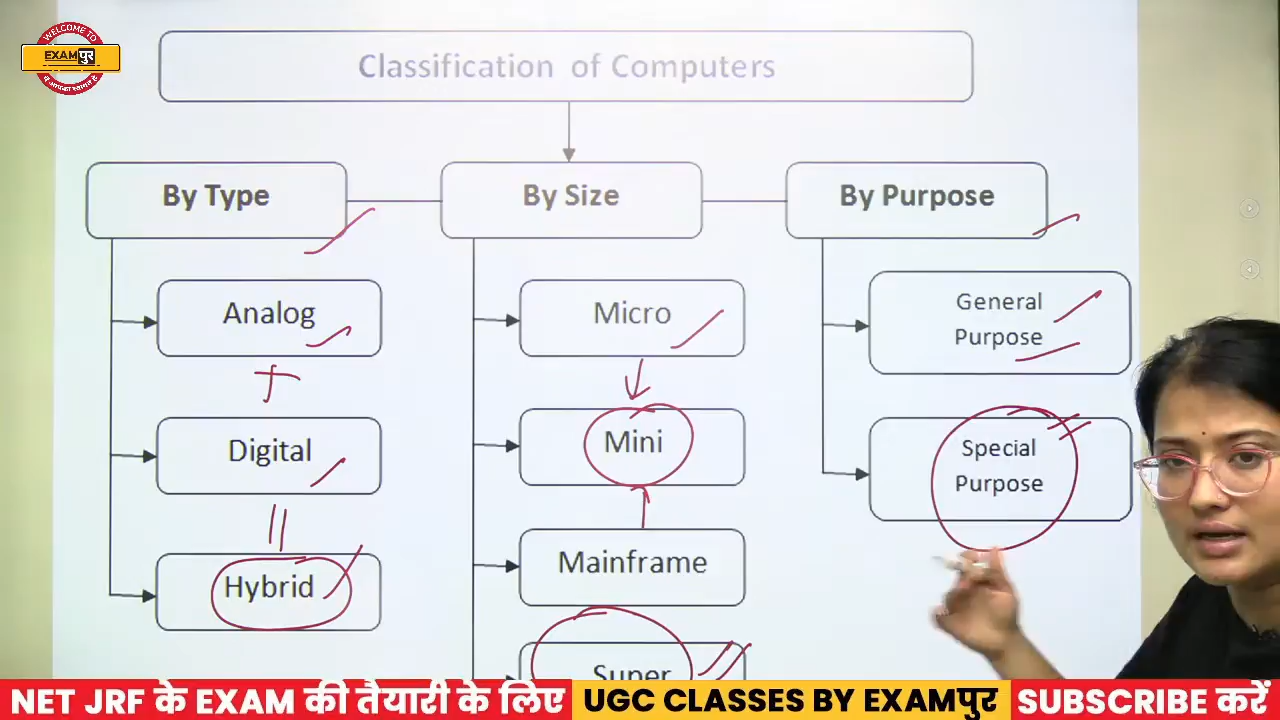 WELCOME TO
EXAMपुर
Classification of Computers
By Type
By Size
By Purpose
Analog
Micro
General
Purpose
Digital
Mini
Special
Purpose
Hybrid
Mainframe
Super
NET JRF के EXAM की तैयारी के लिए
UGC CLASSES BY EXAMपुर
SUBSCRIBE करें